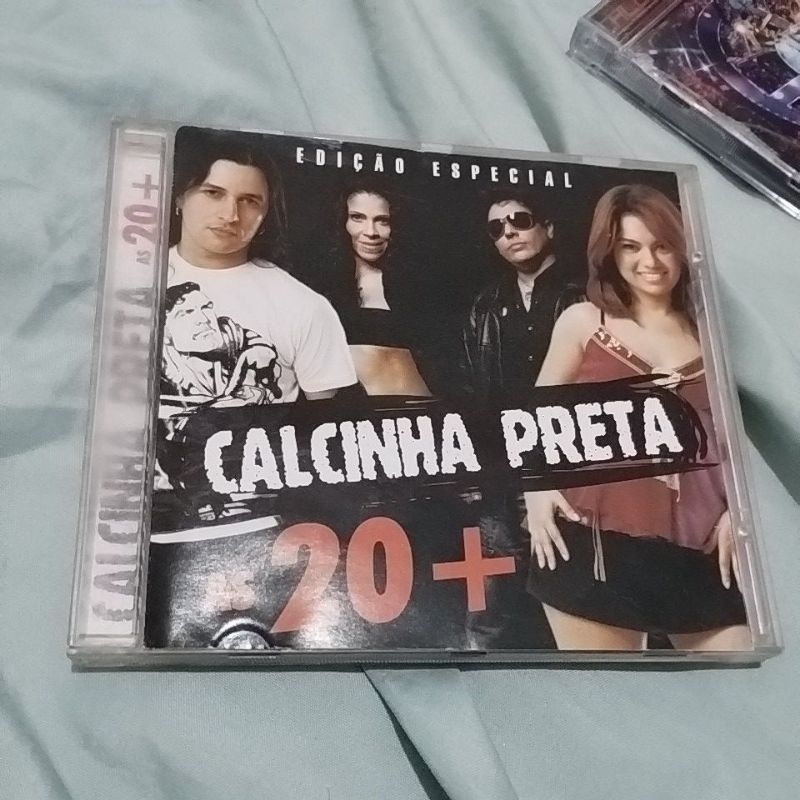 EDIÇÃO ESPECIAL
CALCINHA PRETA
AS 20+
CALCINHA PRETA AS 20+